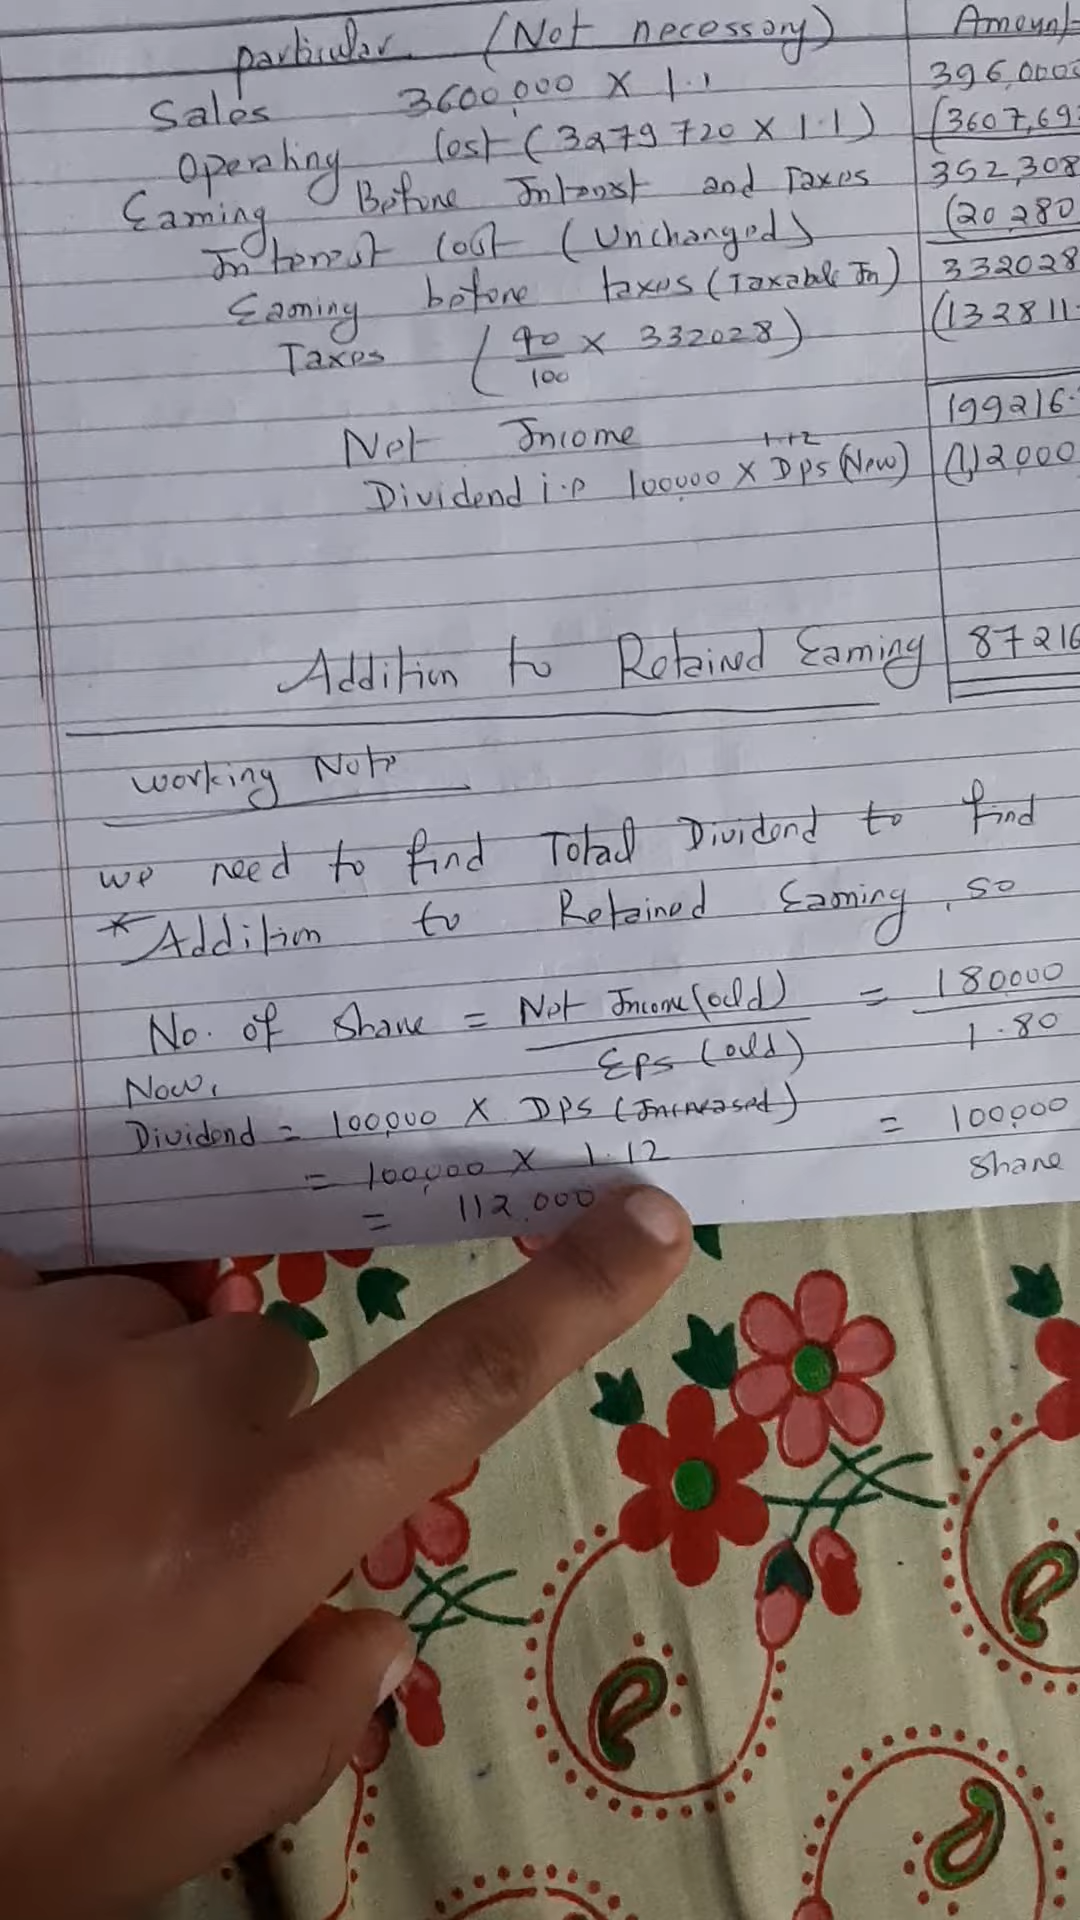 particular (Not necessary) Amount
Sales 3600,000 X 1.1 396,0000
Operating Cost (3279720 X 1.1) (3607,69
Earning Before Interest and Taxes 352,308
Interest Cost (Unchanged) (20,280
Earning before taxes (Taxable In) 332028
Taxes (40/100 X 332028) (132811.
Net Income 199216.
1.12
Dividend i.e 100000 X DPS (New) (1,12000
Addition to Retained Earning 87216
Working Note
we need to find Total Dividend to find
* Addition to Retained Earning, so
No. of Share = Net Income (old) / EPS (old) = 180000 / 1.80
Now,
Dividend = 100,000 X DPS (Increased) = 100000 Share
= 100,000 X 1.12
= 112,000